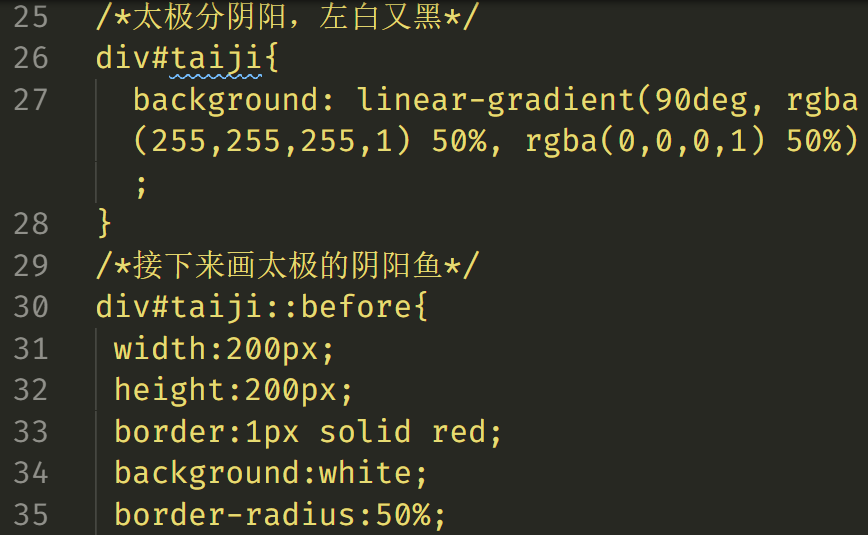 25 /*太极分阴阳，左白又黑*/
26 div#taiji{
27 background: linear-gradient(90deg, rgba
(255,255,255,1) 50%, rgba(0,0,0,1) 50%)
;
28 }
29 /*接下来画太极的阴阳鱼*/
30 div#taiji::before{
31 width:200px;
32 height:200px;
33 border:1px solid red;
34 background:white;
35 border-radius:50%;